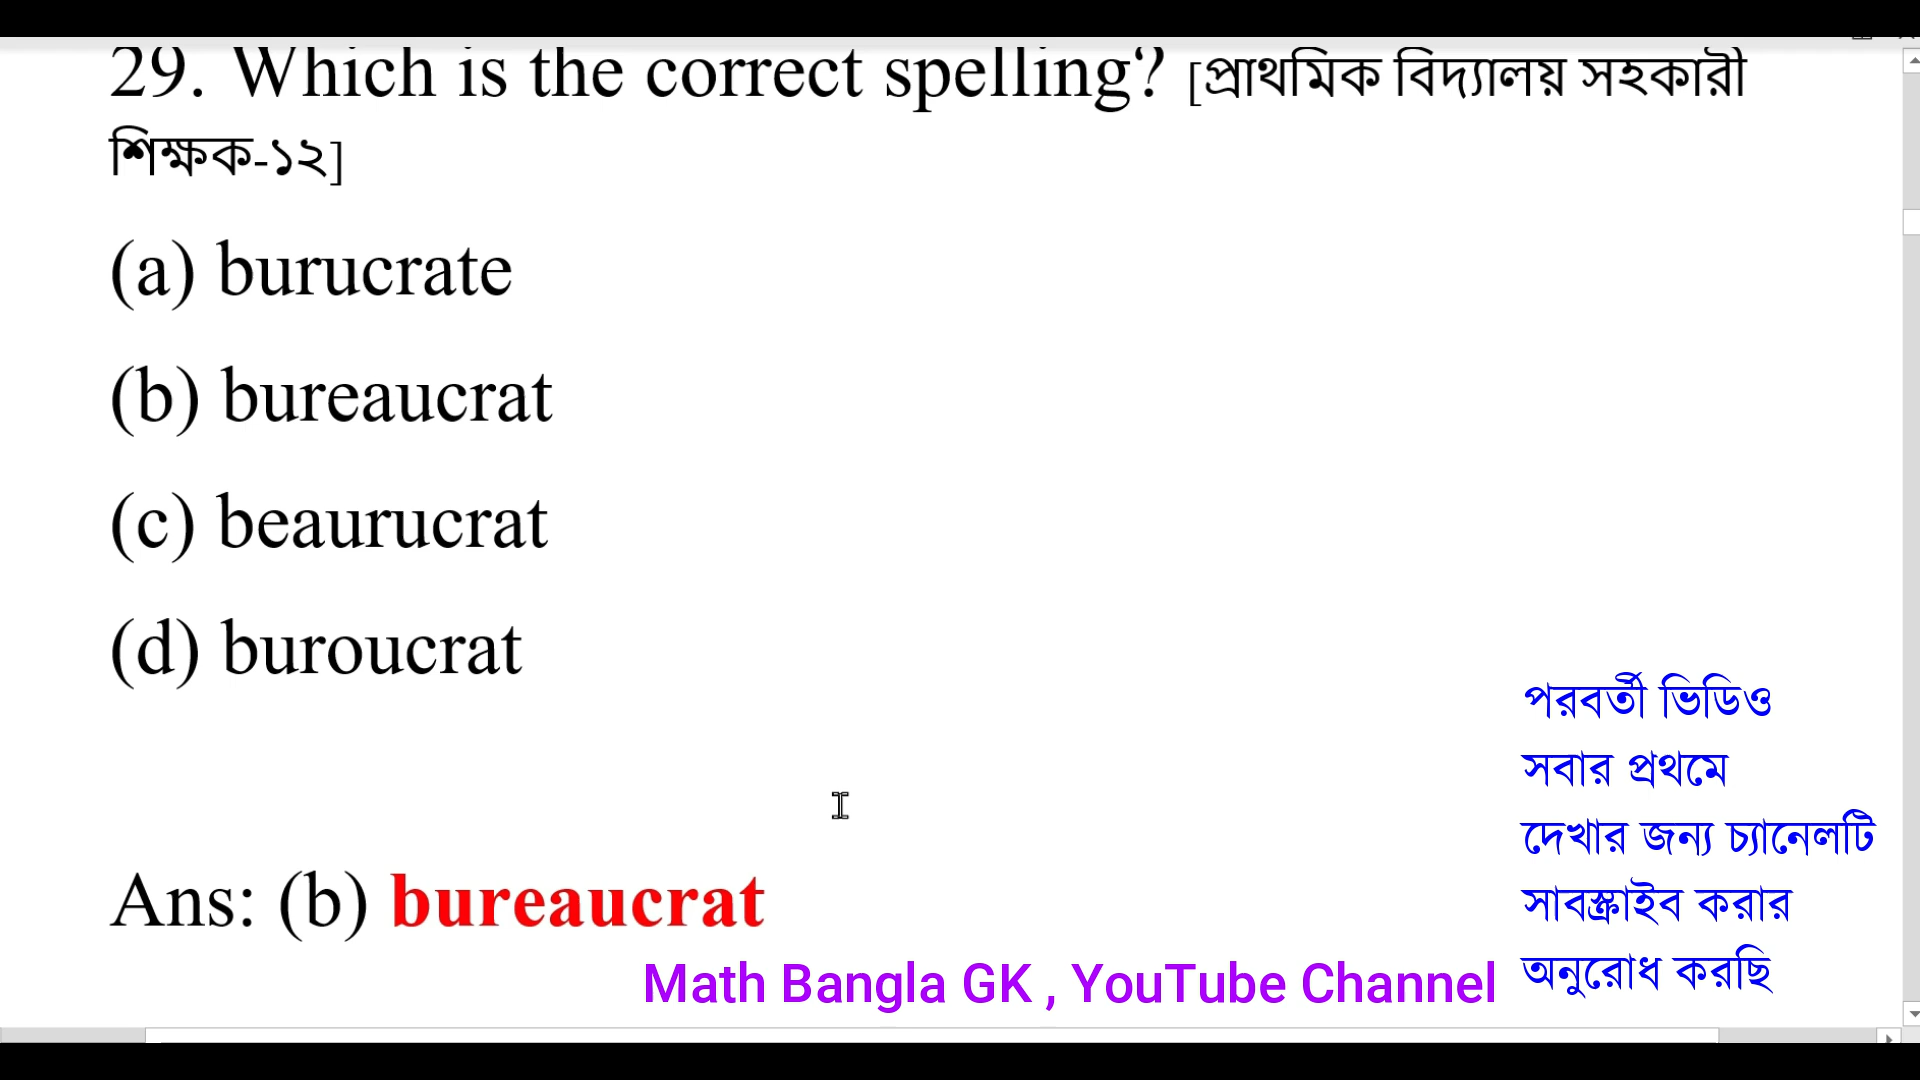 29. Which is the correct spelling? [প্রাথমিক বিদ্যালয় সহকারী
শিক্ষক-১২]
(a) burucrate
(b) bureaucrat
(c) beaurucrat
(d) buroucrat
Ans: (b) bureaucrat
পরবর্তী ভিডিও
সবার প্রথমে
দেখার জন্য চ্যানেলটি
সাবস্ক্রাইব করার
অনুরোধ করছি
Math Bangla GK , YouTube Channel